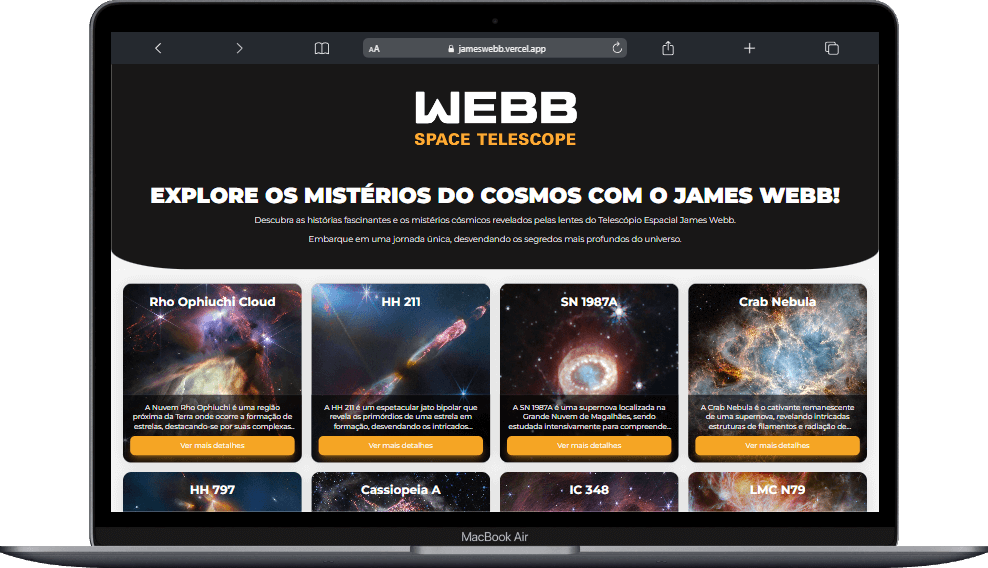 AA jameswebb.vercel.app
WEBB
SPACE TELESCOPE
EXPLORE OS MISTÉRIOS DO COSMOS COM O JAMES WEBB!
Descubra as histórias fascinantes e os mistérios cósmicos revelados pelas lentes do Telescópio Espacial James Webb.
Embarque em uma jornada única, desvendando os segredos mais profundos do universo.
Rho Ophiuchi Cloud
A Nuvem Rho Ophiuchi é uma região
próxima da Terra onde ocorre a formação de
estrelas, destacando-se por suas complexas...
Ver mais detalhes
HH 211
A HH 211 é um espetacular jato bipolar que
revela os primórdios de uma estrela em
formação, desvendando os intricados...
Ver mais detalhes
SN 1987A
A SN 1987A é uma supernova localizada na
Grande Nuvem de Magalhães, sendo
estudada intensivamente para compreende...
Ver mais detalhes
Crab Nebula
A Crab Nebula é o cativante remanescente
de uma supernova, revelando intricadas
estruturas de filamentos e radiação de...
Ver mais detalhes
HH 797
Cassiopeia A
IC 348
LMC N79
MacBook Air